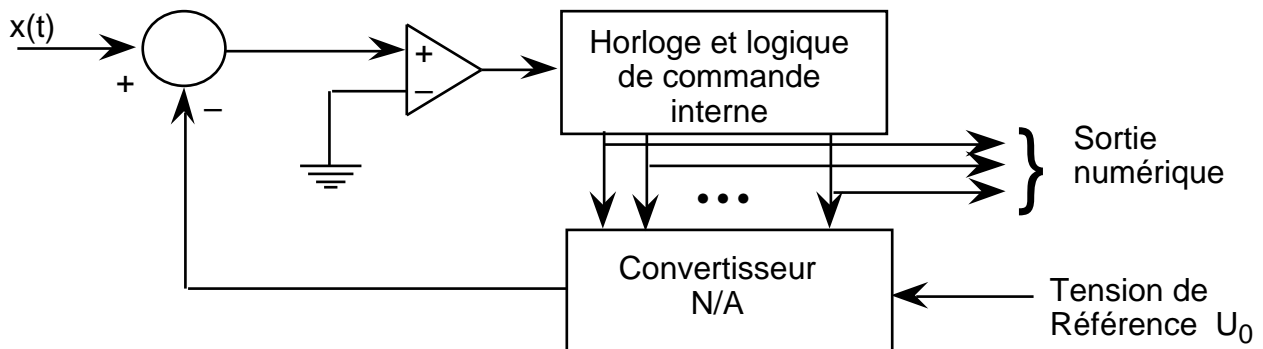 x(t)
+
–
+
–
Horloge et logique
de commande
interne
•••
}
Sortie
numérique
Convertisseur
N/A
Tension de
Référence U0